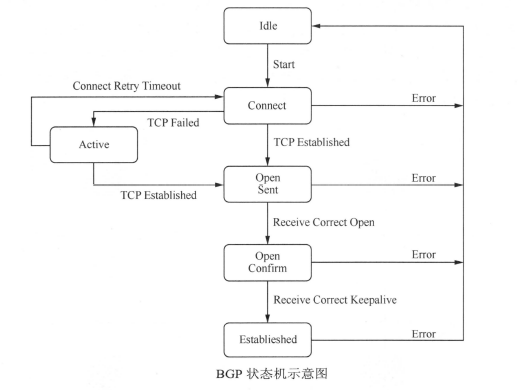 Idle
Start
Connect Retry Timeout
Connect
Error
TCP Failed
Active
TCP Established
Open
Sent
Error
TCP Established
Receive Correct Open
Open
Confirm
Error
Receive Correct Keepalive
Establieshed
Error
BGP 状态机示意图